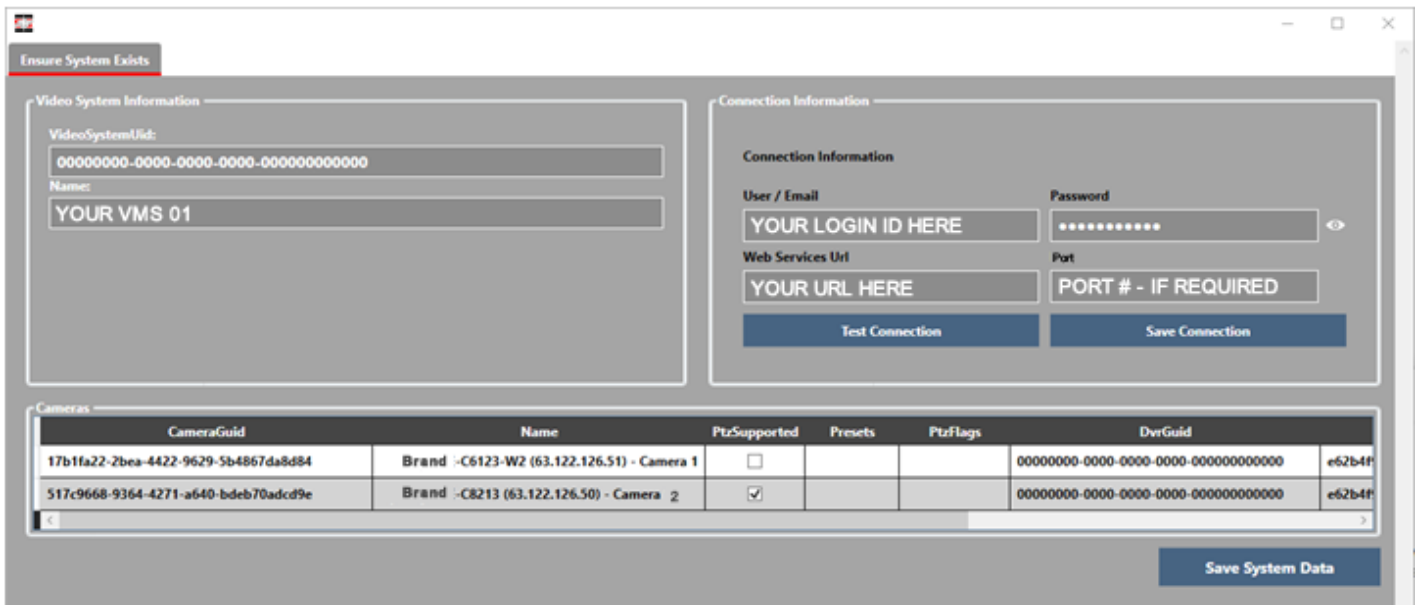 Ensure System Exists
Video System Information
VideoSystemUid:
00000000-0000-0000-0000-000000000000
Name:
YOUR VMS 01
Connection Information
Connection Information
User / Email
Password
YOUR LOGIN ID HERE
•••••••••••
Web Services Url
Port
YOUR URL HERE
PORT # - IF REQUIRED
Test Connection
Save Connection
Cameras
CameraGuid Name PtzSupported Presets PtzFlags DvrGuid
17b1fa22-2bea-4422-9629-5b4867da8d84 Brand -C6123-W2 (63.122.126.51) - Camera 1 00000000-0000-0000-0000-000000000000 e62b4f9
517c9668-9364-4271-a640-bdeb70adcd9e Brand -C8213 (63.122.126.50) - Camera 2 00000000-0000-0000-0000-000000000000 e62b4f9
Save System Data